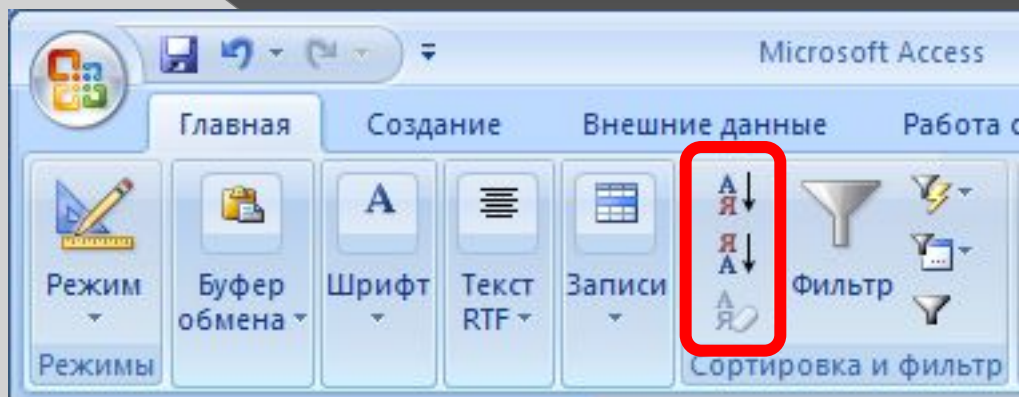 Microsoft Access
Главная Создание Внешние данные Работа с
А
Я
Я
А
А
Я
А
Режим
Буфер обмена
Шрифт
Текст RTF
Записи
Фильтр
Режимы
Сортировка и фильтр